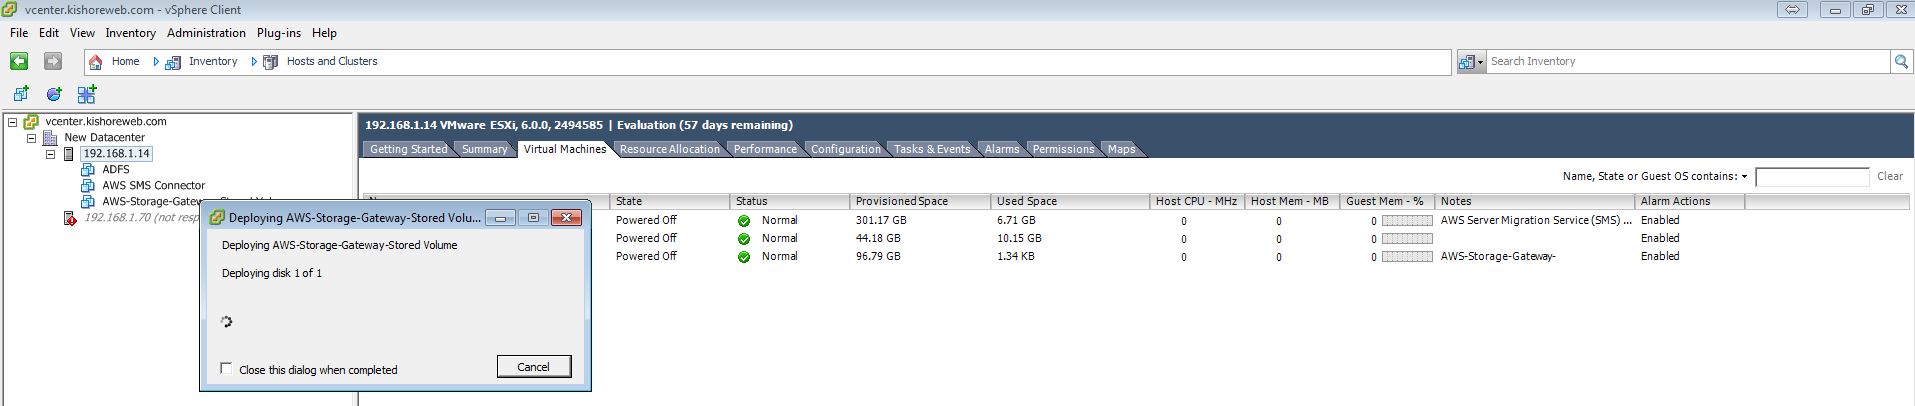 vcenter.kishoreweb.com - vSphere Client
File Edit View Inventory Administration Plug-ins Help
Home Inventory Hosts and Clusters
Search Inventory
vcenter.kishoreweb.com
New Datacenter
192.168.1.14
ADFS
AWS SMS Connector
AWS-Storage-Gateway-Stored
192.168.1.70 (not resp
192.168.1.14 VMware ESXi, 6.0.0, 2494585 | Evaluation (57 days remaining)
Getting Started Summary Virtual Machines Resource Allocation Performance Configuration Tasks & Events Alarms Permissions Maps
Name, State or Guest OS contains: Clear
State Status Provisioned Space Used Space Host CPU - MHz Host Mem - MB Guest Mem - % Notes Alarm Actions
Powered Off Normal 301.17 GB 6.71 GB 0 0 0 AWS Server Migration Service (SMS) ... Enabled
Powered Off Normal 44.18 GB 10.15 GB 0 0 0 Enabled
Powered Off Normal 96.79 GB 1.34 KB 0 0 0 AWS-Storage-Gateway- Enabled
Deploying AWS-Storage-Gateway-Stored Volu...
Deploying AWS-Storage-Gateway-Stored Volume
Deploying disk 1 of 1
Close this dialog when completed
Cancel